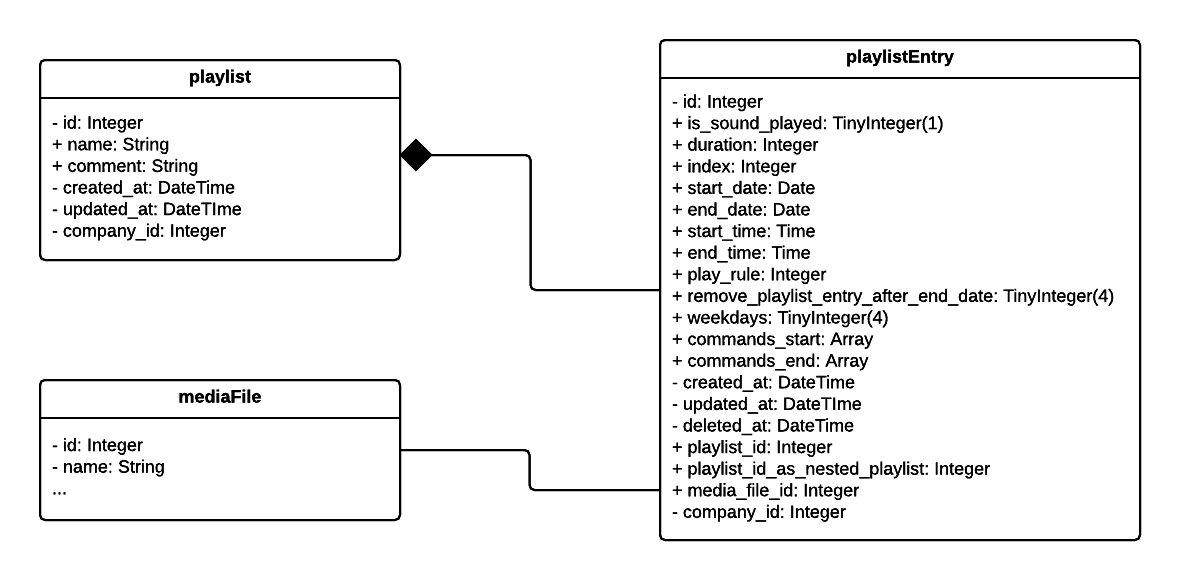 playlist
- id: Integer
+ name: String
+ comment: String
- created_at: DateTime
- updated_at: DateTIme
- company_id: Integer
mediaFile
- id: Integer
- name: String
...
playlistEntry
- id: Integer
+ is_sound_played: TinyInteger(1)
+ duration: Integer
+ index: Integer
+ start_date: Date
+ end_date: Date
+ start_time: Time
+ end_time: Time
+ play_rule: Integer
+ remove_playlist_entry_after_end_date: TinyInteger(4)
+ weekdays: TinyInteger(4)
+ commands_start: Array
+ commands_end: Array
- created_at: DateTime
- updated_at: DateTIme
- deleted_at: DateTime
+ playlist_id: Integer
+ playlist_id_as_nested_playlist: Integer
+ media_file_id: Integer
- company_id: Integer